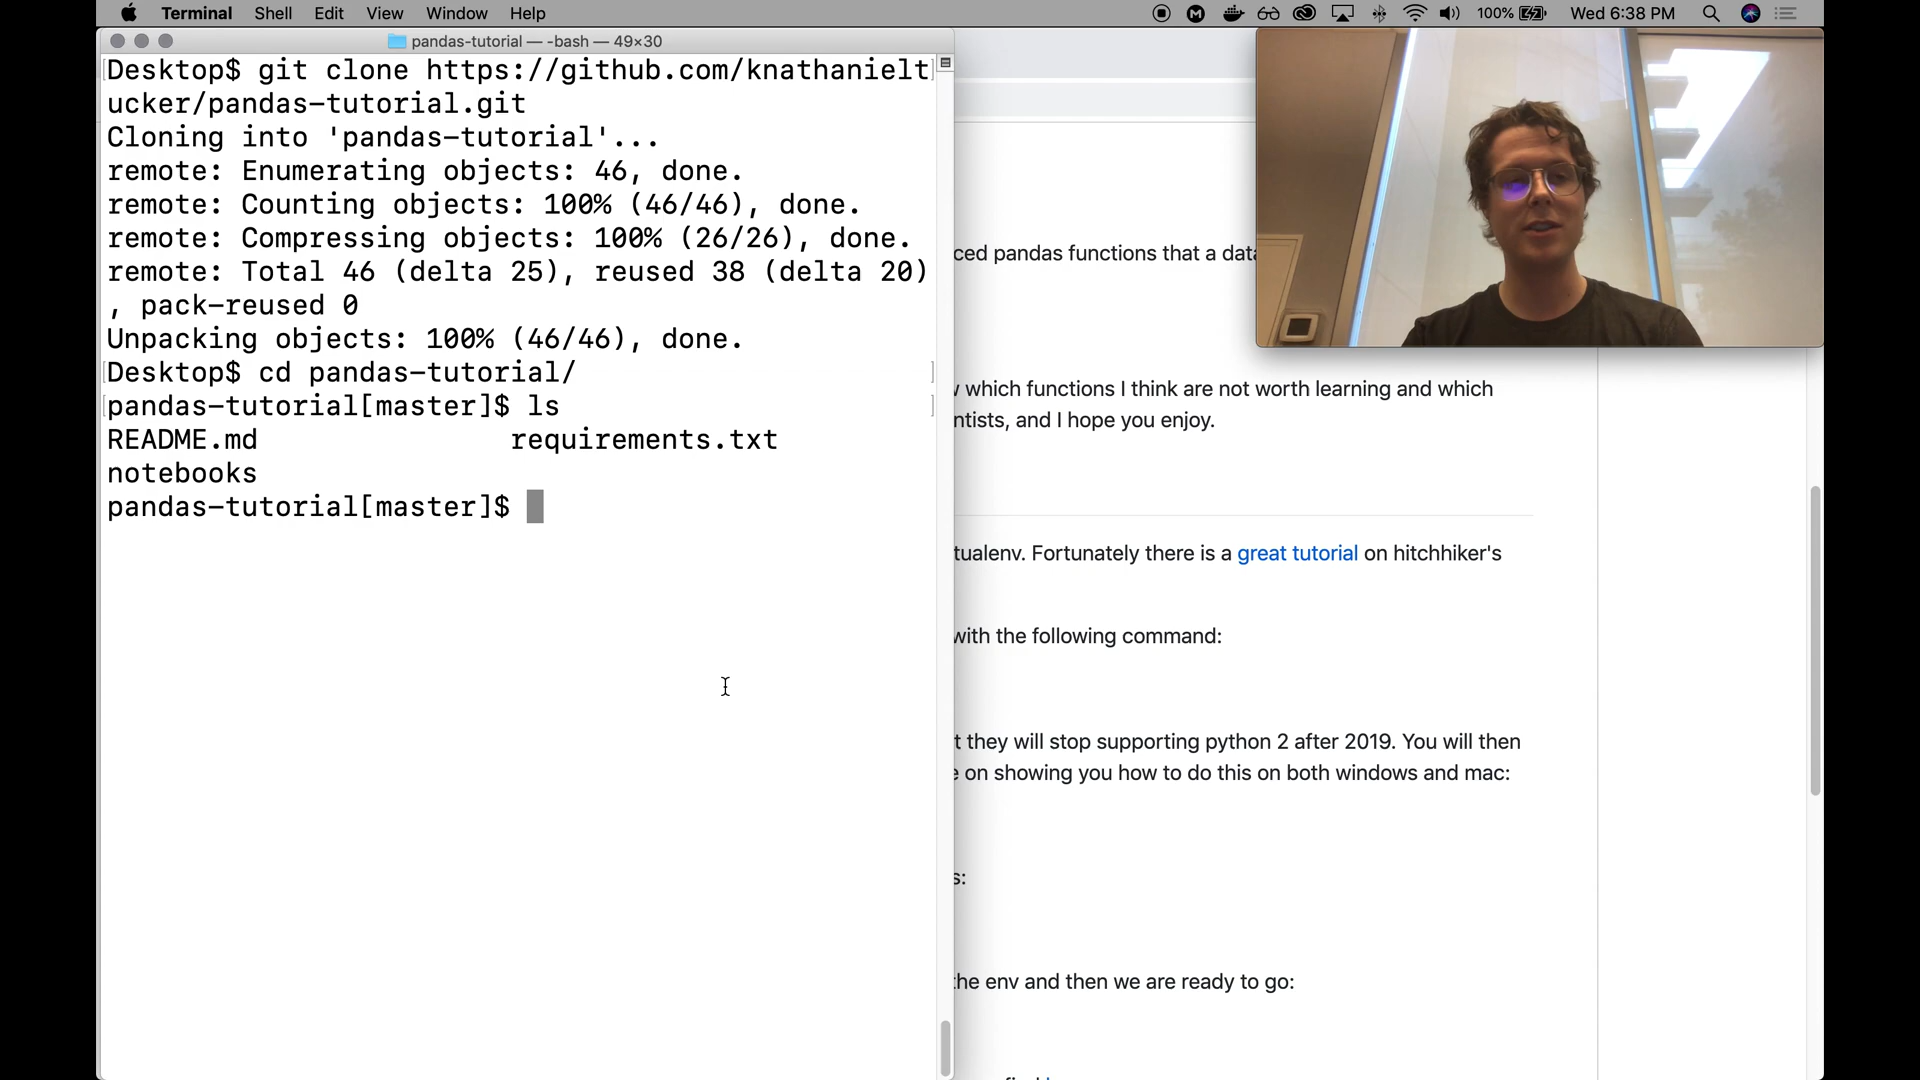 Terminal Shell Edit View Window Help 100% Wed 6:38 PM
pandas-tutorial — -bash — 49×30
Desktop$ git clone https://github.com/knathanielt
ucker/pandas-tutorial.git
Cloning into 'pandas-tutorial'...
remote: Enumerating objects: 46, done.
remote: Counting objects: 100% (46/46), done.
remote: Compressing objects: 100% (26/26), done.
remote: Total 46 (delta 25), reused 38 (delta 20)
, pack-reused 0
Unpacking objects: 100% (46/46), done.
Desktop$ cd pandas-tutorial/
pandas-tutorial[master]$ ls
README.md requirements.txt
notebooks
pandas-tutorial[master]$
ced pandas functions that a data
which functions I think are not worth learning and which
ntists, and I hope you enjoy.
tualenv. Fortunately there is a great tutorial on hitchhiker's
with the following command:
t they will stop supporting python 2 after 2019. You will then
e on showing you how to do this on both windows and mac:
s:
the env and then we are ready to go: